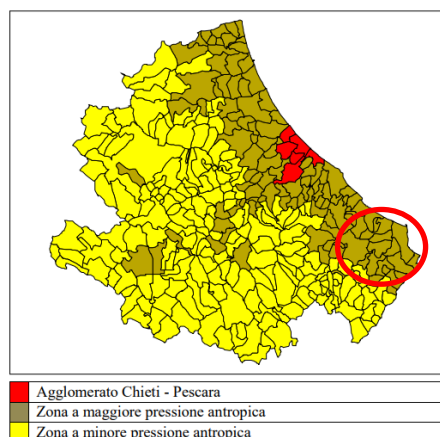 Agglomerato Chieti - Pescara
Zona a maggiore pressione antropica
Zona a minore pressione antropica